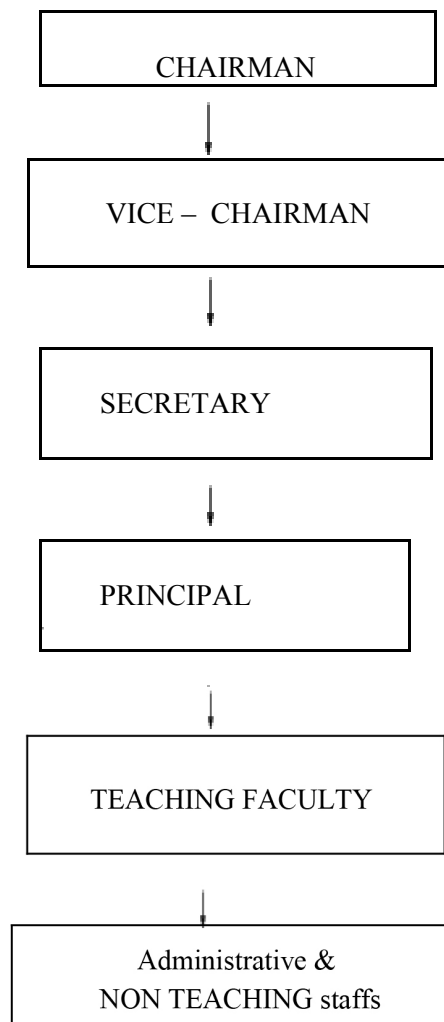 CHAIRMAN
VICE – CHAIRMAN
SECRETARY
PRINCIPAL
TEACHING FACULTY
Administrative &
NON TEACHING staffs